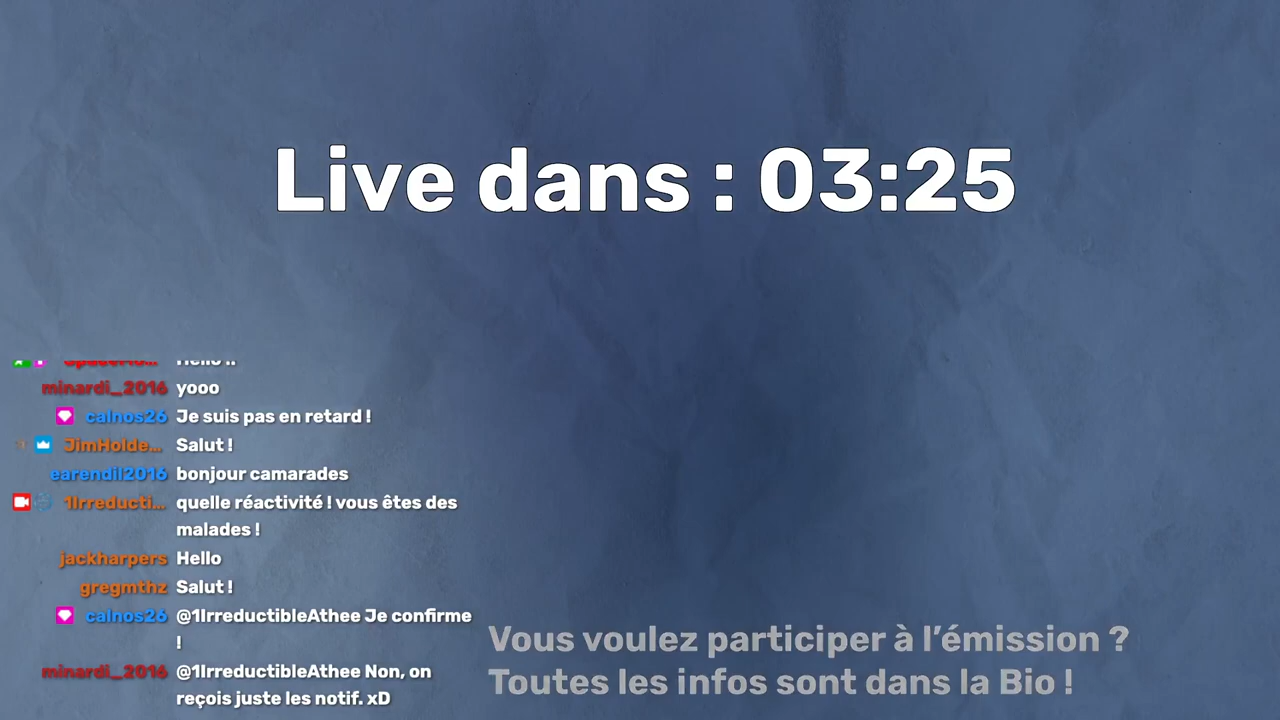 Live dans : 03:25
minardi_2016 yooo
calnos26 Je suis pas en retard !
JimHolde… Salut !
earendil2016 bonjour camarades
1Irreducti… quelle réactivité ! vous êtes des
malades !
jackharpers Hello
gregmthz Salut !
calnos26 @1IrreductibleAthee Je confirme
!
minardi_2016 @1IrreductibleAthee Non, on
reçois juste les notif. xD
Vous voulez participer à l’émission ?
Toutes les infos sont dans la Bio !